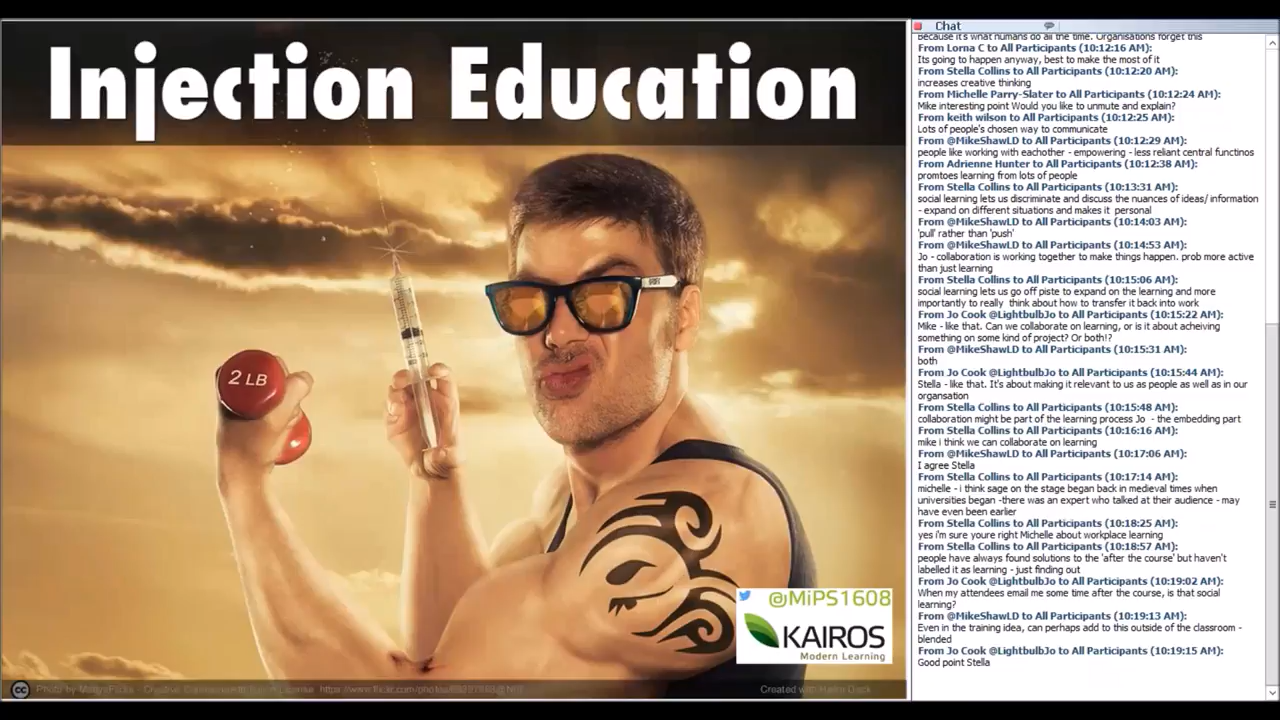 Injection Education
2 LB
@MiPS1608
KAIROS
Modern Learning
Created with Haiku Deck
Chat
Because it's what humans do all the time. Organisations forget this
From Lorna C to All Participants (10:12:16 AM):
Its going to happen anyway, best to make the most of it
From Stella Collins to All Participants (10:12:20 AM):
increases creative thinking
From Michelle Parry-Slater to All Participants (10:12:24 AM):
Mike interesting point Would you like to unmute and explain?
From keith wilson to All Participants (10:12:25 AM):
Lots of people's chosen way to communicate
From @MikeShawLD to All Participants (10:12:29 AM):
people like working with eachother - empowering - less reliant central functinos
From Adrienne Hunter to All Participants (10:12:38 AM):
promtoes learning from lots of people
From Stella Collins to All Participants (10:13:31 AM):
social learning lets us discriminate and discuss the nuances of ideas/ information
- expand on different situations and makes it personal
From @MikeShawLD to All Participants (10:14:03 AM):
'pull' rather than 'push'
From @MikeShawLD to All Participants (10:14:53 AM):
Jo - collaboration is working together to make things happen. prob more active
than just learning
From Stella Collins to All Participants (10:15:06 AM):
social learning lets us go off piste to expand on the learning and more
importantly to really think about how to transfer it back into work
From Jo Cook @LightbulbJo to All Participants (10:15:22 AM):
Mike - like that. Can we collaborate on learning, or is it about acheiving
something on some kind of project? Or both!?
From @MikeShawLD to All Participants (10:15:31 AM):
both
From Jo Cook @LightbulbJo to All Participants (10:15:44 AM):
Stella - like that. It's about making it relevant to us as people as well as in our
organsation
From Stella Collins to All Participants (10:15:48 AM):
collaboration might be part of the learning process Jo - the embedding part
From Stella Collins to All Participants (10:16:16 AM):
mike i think we can collaborate on learning
From @MikeShawLD to All Participants (10:17:06 AM):
I agree Stella
From Stella Collins to All Participants (10:17:14 AM):
michelle - i think sage on the stage began back in medieval times when
universities began -there was an expert who talked at their audience - may
have even been earlier
From Stella Collins to All Participants (10:18:25 AM):
yes i'm sure youre right Michelle about workplace learning
From Stella Collins to All Participants (10:18:57 AM):
people have always found solutions to the 'after the course' but haven't
labelled it as learning - just finding out
From Jo Cook @LightbulbJo to All Participants (10:19:02 AM):
When my attendees email me some time after the course, is that social
learning?
From @MikeShawLD to All Participants (10:19:13 AM):
Even in the training idea, can perhaps add to this outside of the classroom -
blended
From Jo Cook @LightbulbJo to All Participants (10:19:15 AM):
Good point Stella